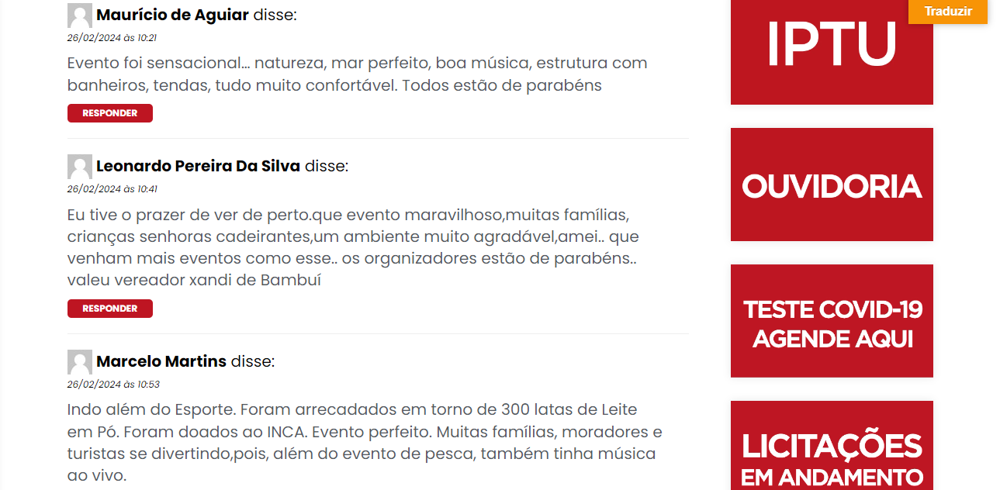 Maurício de Aguiar disse:
26/02/2024 às 10:21
Evento foi sensacional... natureza, mar perfeito, boa música, estrutura com
banheiros, tendas, tudo muito confortável. Todos estão de parabéns
RESPONDER
Leonardo Pereira Da Silva disse:
26/02/2024 às 10:41
Eu tive o prazer de ver de perto.que evento maravilhoso,muitas famílias,
crianças senhoras cadeirantes,um ambiente muito agradável,amei.. que
venham mais eventos como esse.. os organizadores estão de parabéns..
valeu vereador xandi de Bambuí
RESPONDER
Marcelo Martins disse:
26/02/2024 às 10:53
Indo além do Esporte. Foram arrecadados em torno de 300 latas de Leite
em Pó. Foram doados ao INCA. Evento perfeito. Muitas famílias, moradores e
turistas se divertindo,pois, além do evento de pesca, também tinha música
ao vivo.
Traduzir
IPTU
OUVIDORIA
TESTE COVID-19
AGENDE AQUI
LICITAÇÕES
EM ANDAMENTO